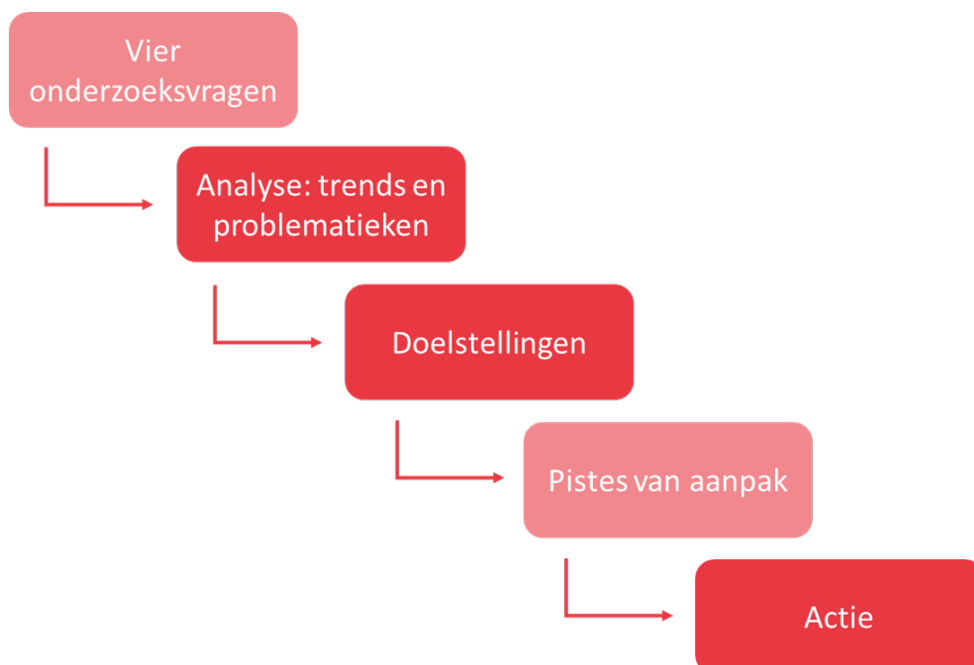 Vier
onderzoeksvragen
Analyse: trends en
problematieken
Doelstellingen
Pistes van aanpak
Actie